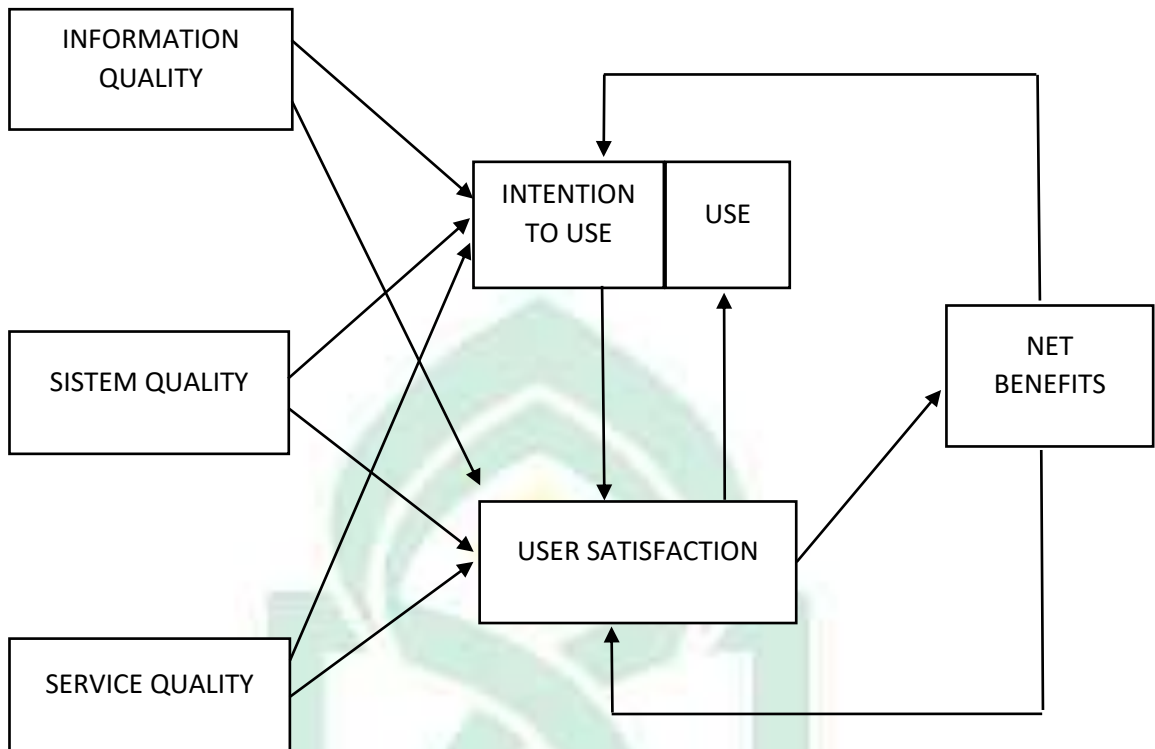 INFORMATION
QUALITY
INTENTION
TO USE
USE
NET
BENEFITS
SISTEM QUALITY
USER SATISFACTION
SERVICE QUALITY